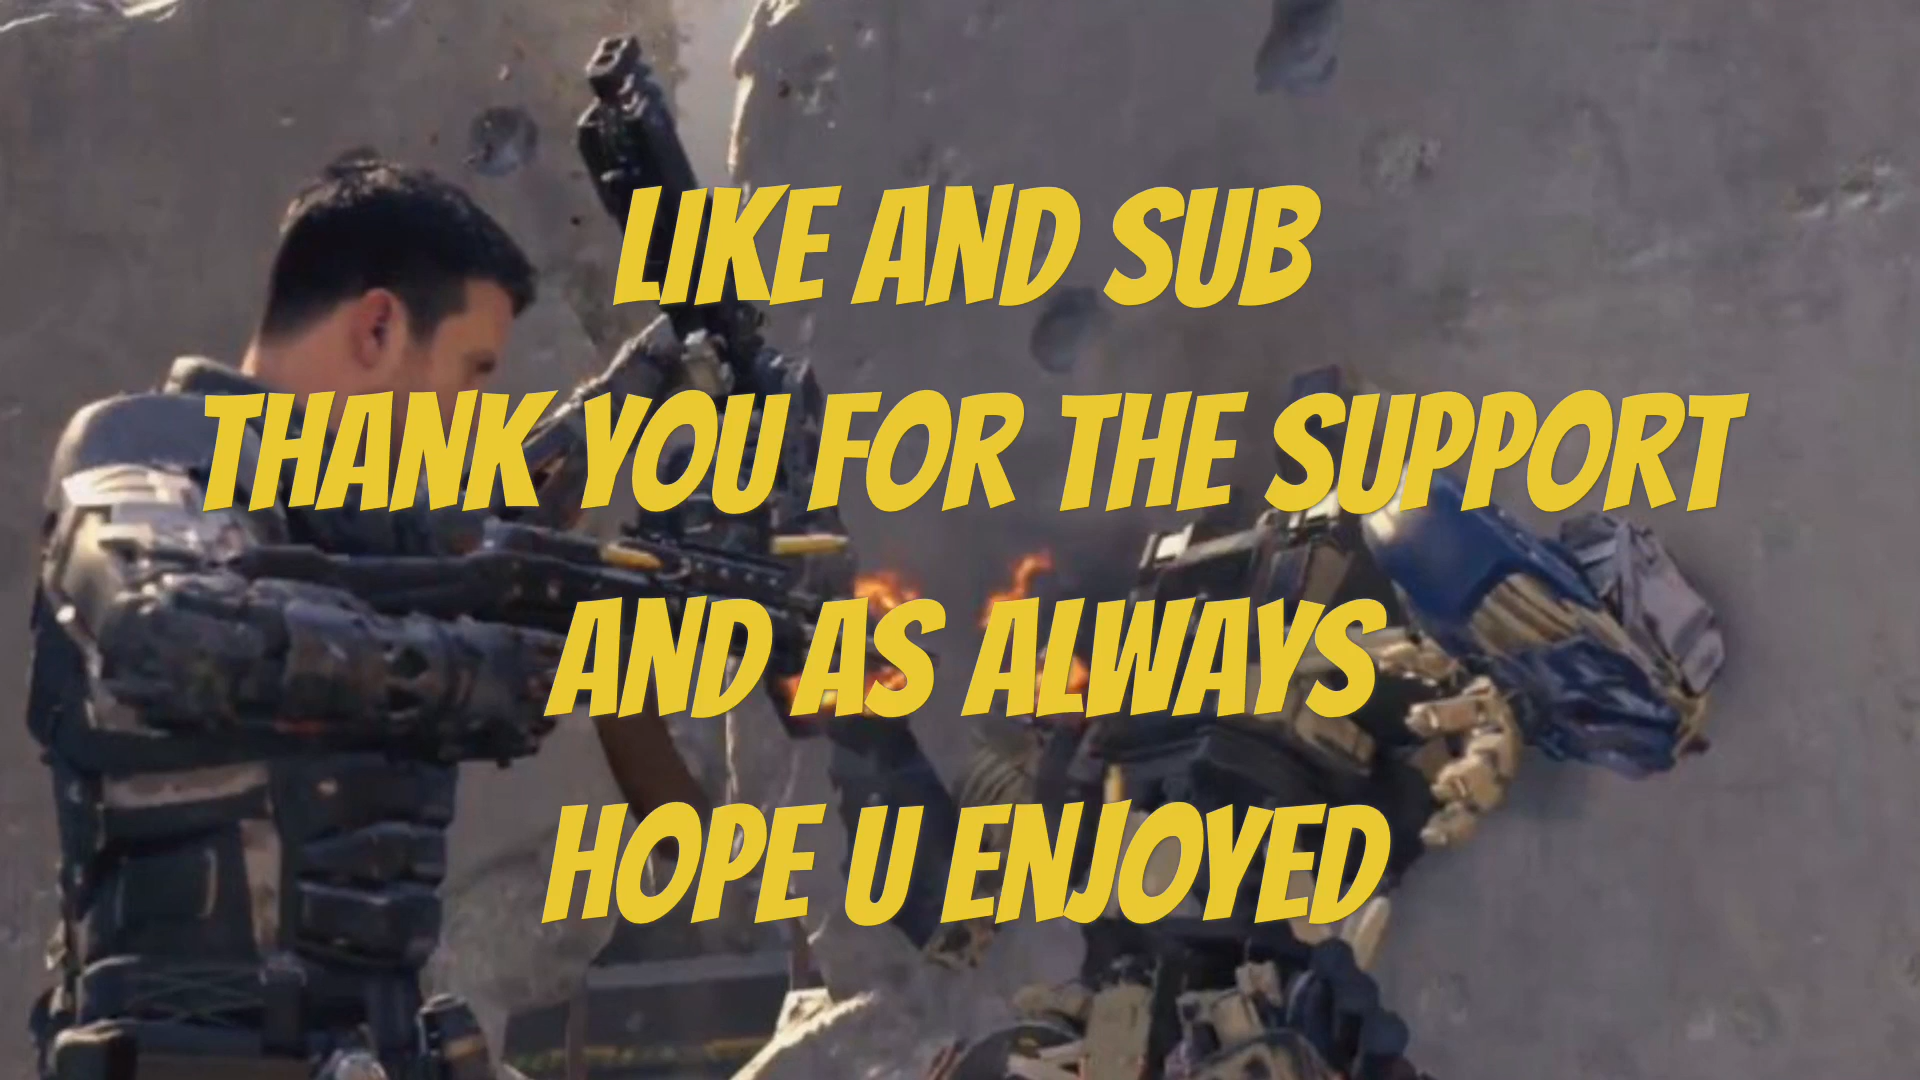 LIKE AND SUB
THANK YOU FOR THE SUPPORT
AND AS ALWAYS
HOPE U ENJOYED